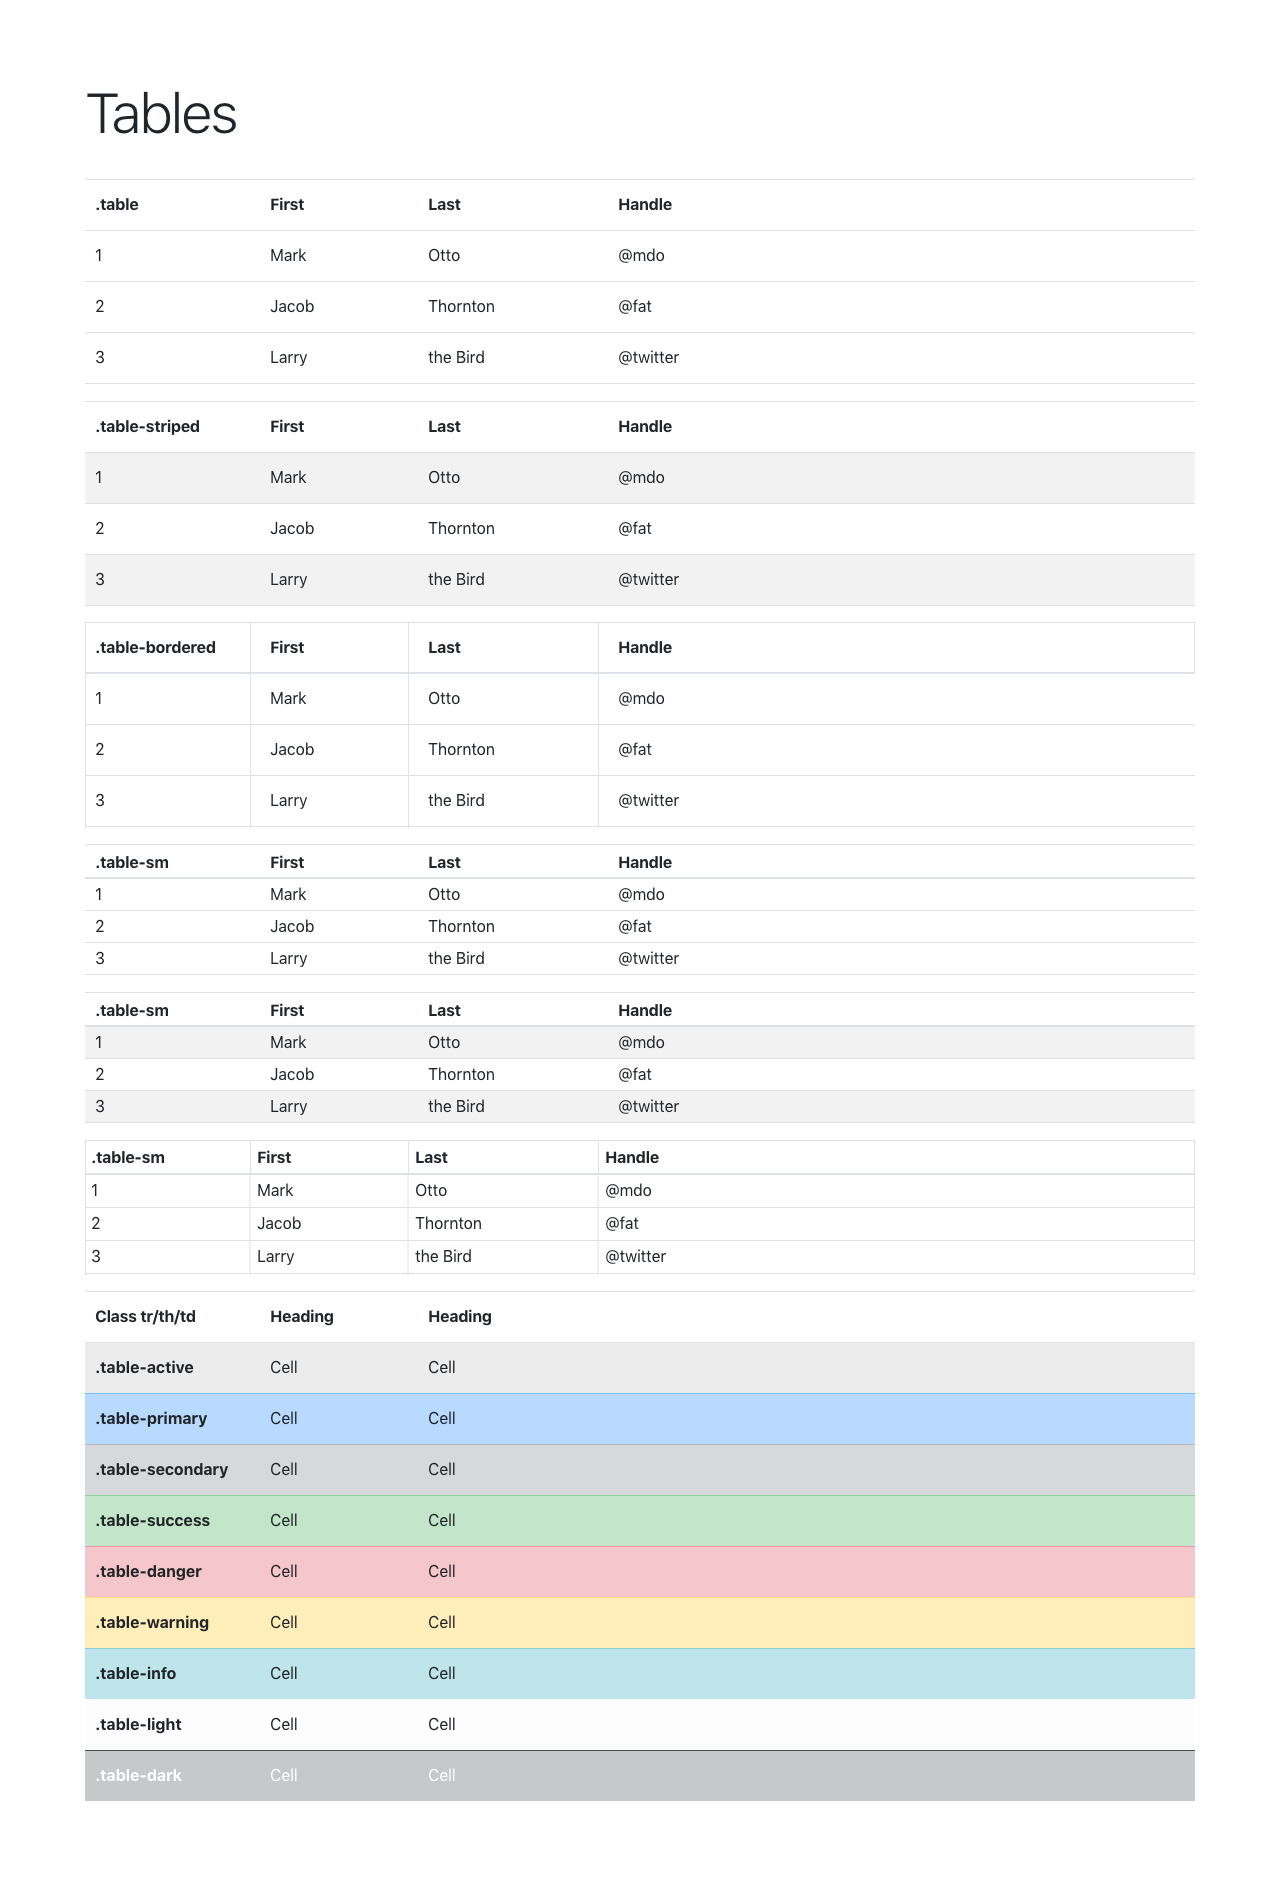 Tables
.table First Last Handle
1 Mark Otto @mdo
2 Jacob Thornton @fat
3 Larry the Bird @twitter
.table-striped First Last Handle
1 Mark Otto @mdo
2 Jacob Thornton @fat
3 Larry the Bird @twitter
.table-bordered First Last Handle
1 Mark Otto @mdo
2 Jacob Thornton @fat
3 Larry the Bird @twitter
.table-sm First Last Handle
1 Mark Otto @mdo
2 Jacob Thornton @fat
3 Larry the Bird @twitter
.table-sm First Last Handle
1 Mark Otto @mdo
2 Jacob Thornton @fat
3 Larry the Bird @twitter
.table-sm First Last Handle
1 Mark Otto @mdo
2 Jacob Thornton @fat
3 Larry the Bird @twitter
Class tr/th/td Heading Heading
.table-active Cell Cell
.table-primary Cell Cell
.table-secondary Cell Cell
.table-success Cell Cell
.table-danger Cell Cell
.table-warning Cell Cell
.table-info Cell Cell
.table-light Cell Cell
.table-dark Cell Cell